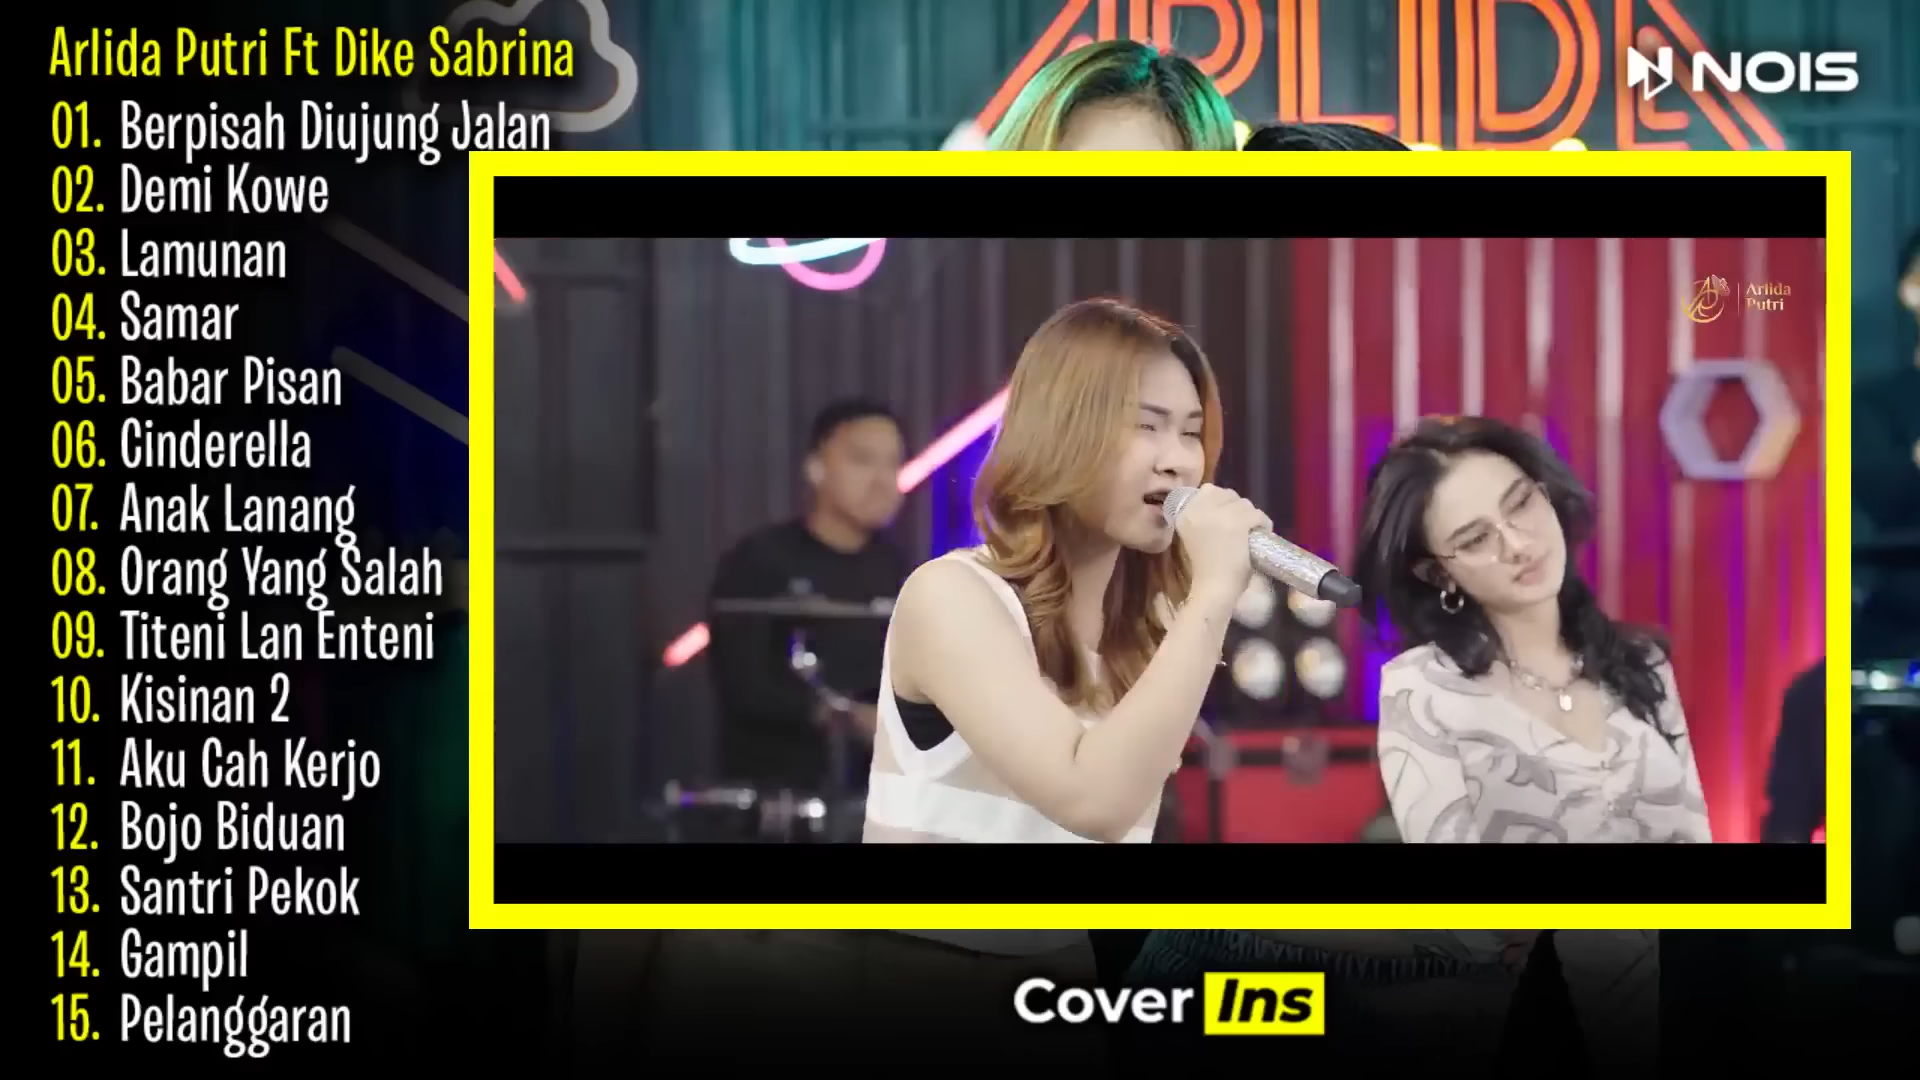 Arlida Putri Ft Dike Sabrina
01. Berpisah Diujung Jalan
02. Demi Kowe
03. Lamunan
04. Samar
05. Babar Pisan
06. Cinderella
07. Anak Lanang
08. Orang Yang Salah
09. Titeni Lan Enteni
10. Kisinan 2
11. Aku Cah Kerjo
12. Bojo Biduan
13. Santri Pekok
14. Gampil
15. Pelanggaran
ARLIDA
NOIS
Arlida
Putri
Cover Ins